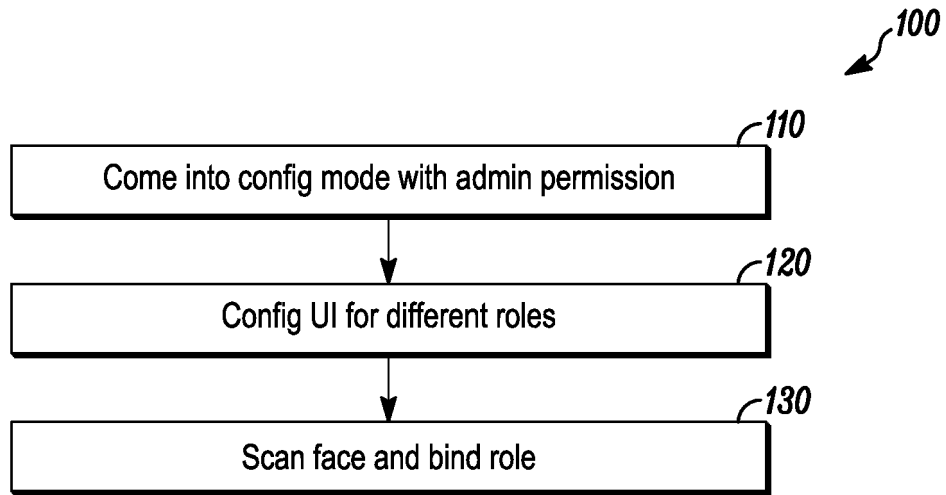 100
110
Come into config mode with admin permission
120
Config UI for different roles
130
Scan face and bind role